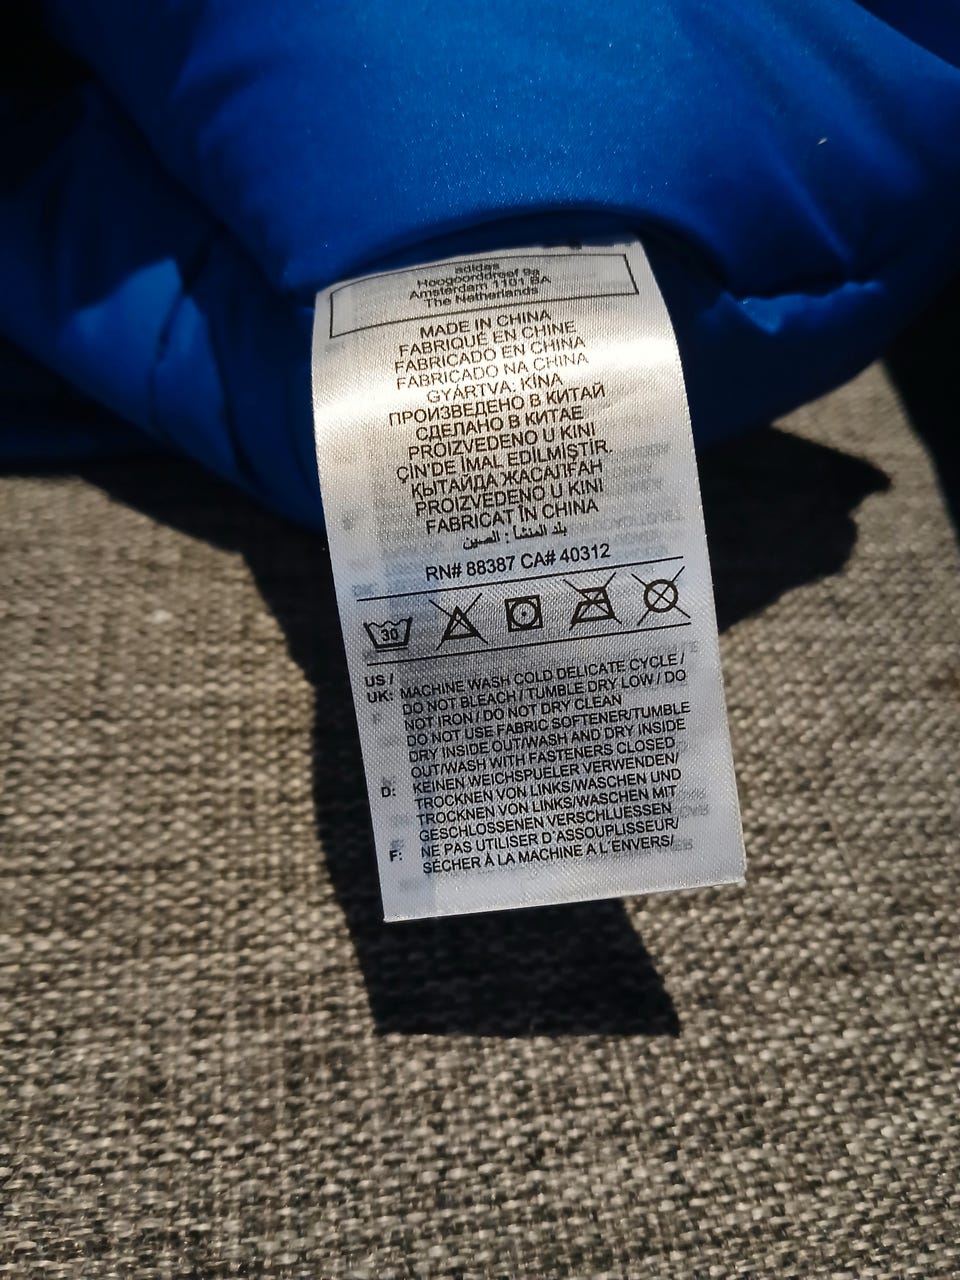 adidas
Hoogoorddreef 9a
Amsterdam 1101 BA
The Netherlands
MADE IN CHINA
FABRIQUÉ EN CHINE
FABRICADO EN CHINA
FABRICADO NA CHINA
GYÁRTVA: KÍNA
ПРОИЗВЕДЕНО В КИТАЙ
СДЕЛАНО В КИТАЕ
PROIZVEDENO U KINI
ÇİN'DE İMAL EDİLMİŞTİR.
ҚЫТАЙДА ЖАСАЛҒАН
PROIZVEDENO U KINI
FABRICAT ÎN CHINA
بلد المنشأ : الصين
RN# 88387 CA# 40312
30
US /
UK: MACHINE WASH COLD DELICATE CYCLE /
DO NOT BLEACH / TUMBLE DRY LOW / DO
NOT IRON / DO NOT DRY CLEAN
DO NOT USE FABRIC SOFTENER/TUMBLE
DRY INSIDE OUT/WASH AND DRY INSIDE
OUT/WASH WITH FASTENERS CLOSED
D: KEINEN WEICHSPUELER VERWENDEN/
TROCKNEN VON LINKS/WASCHEN UND
TROCKNEN VON LINKS/WASCHEN MIT
GESCHLOSSENEN VERSCHLUESSEN
F: NE PAS UTILISER D'ASSOUPLISSEUR/
SÉCHER À LA MACHINE A L'ENVERS/